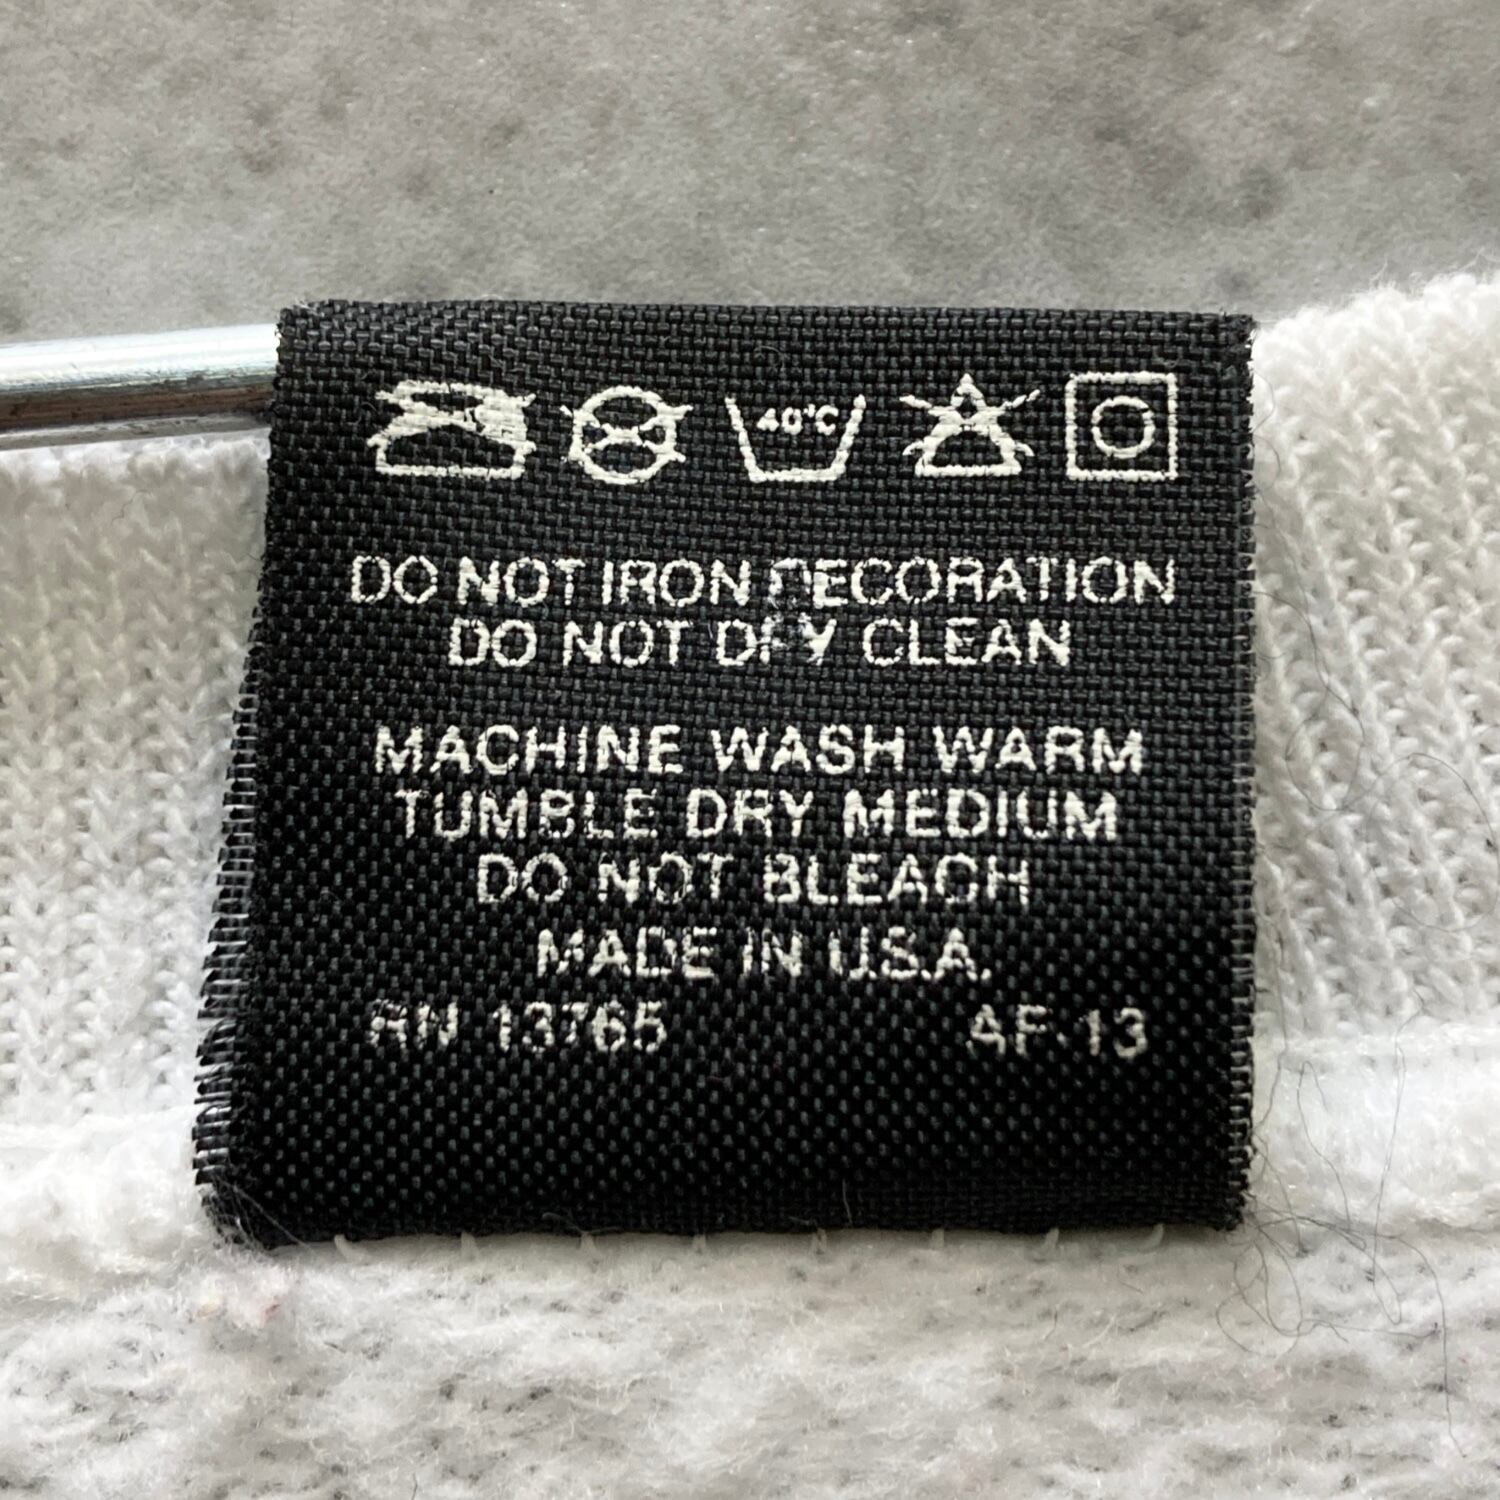 40°C
DO NOT IRON DECORATION
DO NOT DRY CLEAN
MACHINE WASH WARM
TUMBLE DRY MEDIUM
DO NOT BLEACH
MADE IN U.S.A.
RN 13765 AF-13